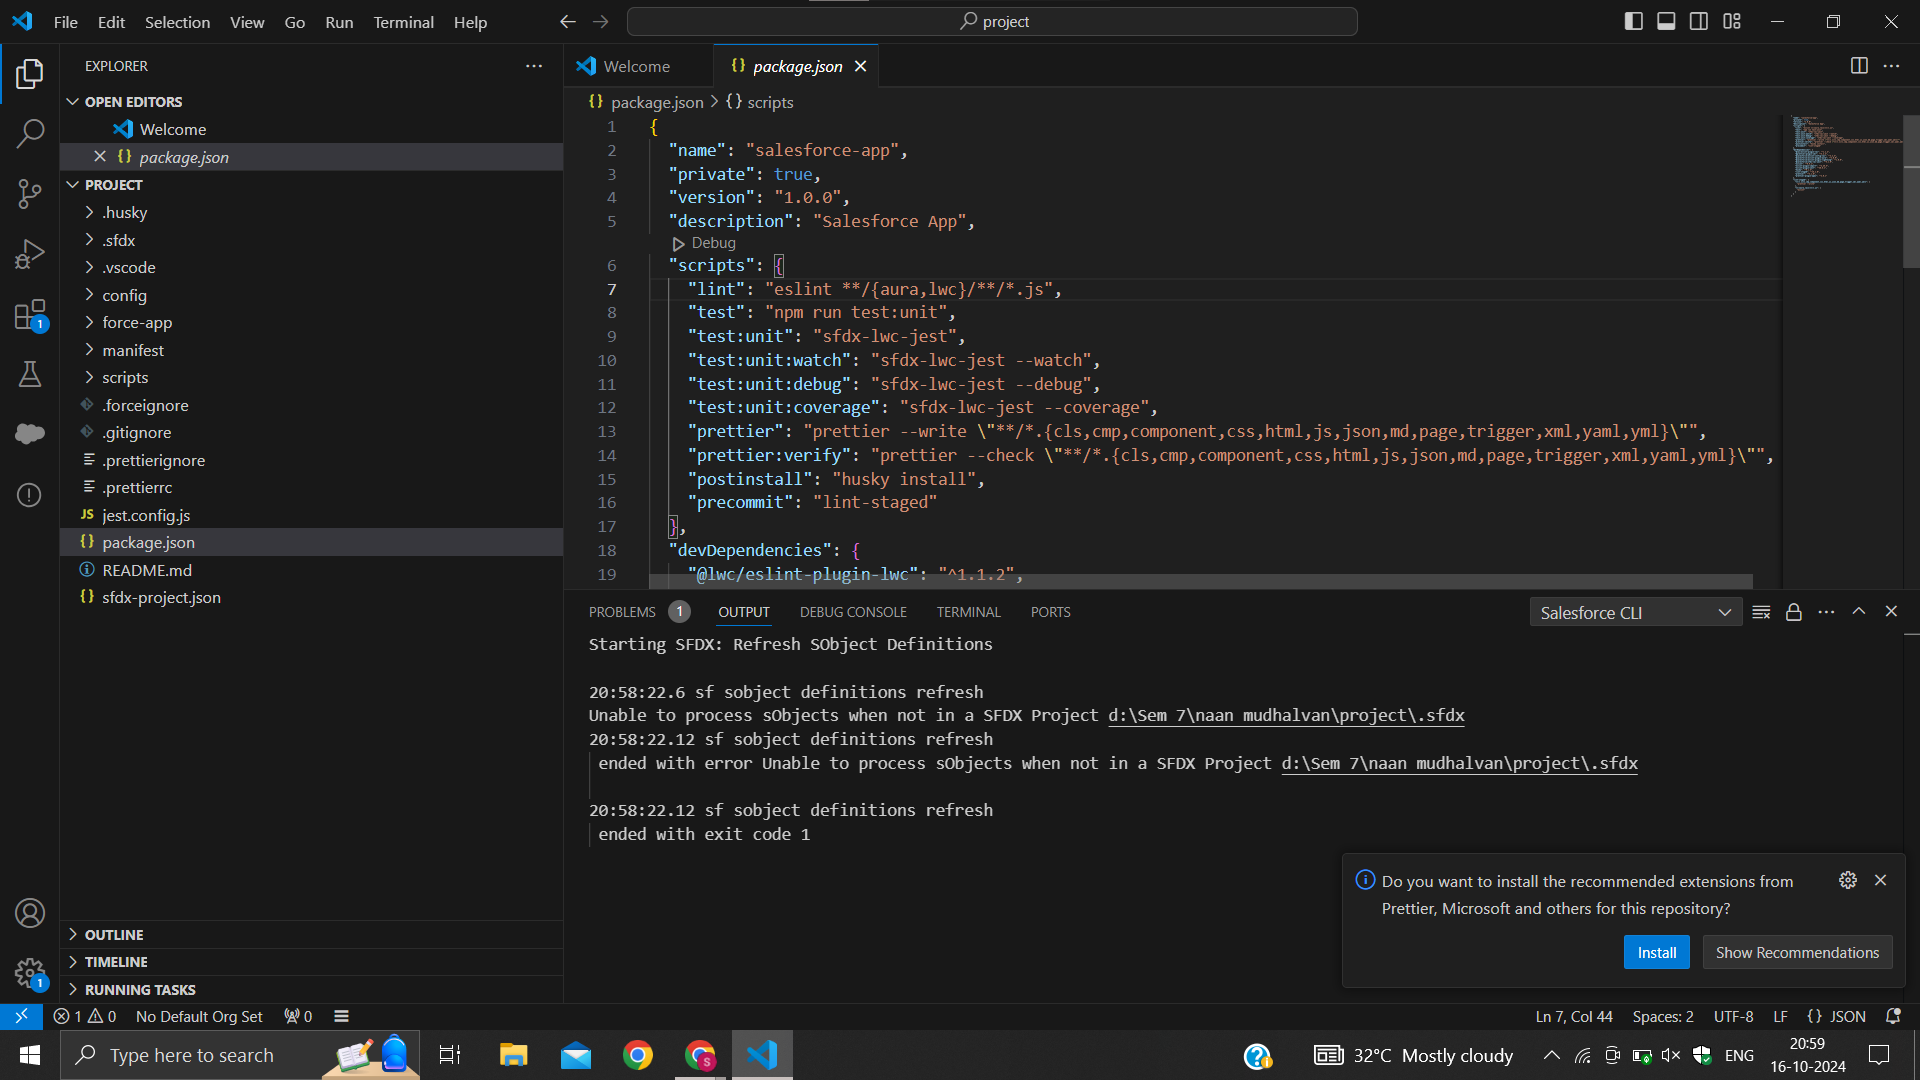 File Edit Selection View Go Run Terminal Help
project
EXPLORER
OPEN EDITORS
Welcome
package.json
PROJECT
.husky
.sfdx
.vscode
config
force-app
manifest
scripts
.forceignore
.gitignore
.prettierignore
.prettierrc
JS jest.config.js
package.json
README.md
sfdx-project.json
OUTLINE
TIMELINE
RUNNING TASKS
1
1
Welcome
{} package.json
{} package.json > {} scripts
1 {
2 "name": "salesforce-app",
3 "private": true,
4 "version": "1.0.0",
5 "description": "Salesforce App",
Debug
6 "scripts": {
7 "lint": "eslint **/{aura,lwc}/**/*.js",
8 "test": "npm run test:unit",
9 "test:unit": "sfdx-lwc-jest",
10 "test:unit:watch": "sfdx-lwc-jest --watch",
11 "test:unit:debug": "sfdx-lwc-jest --debug",
12 "test:unit:coverage": "sfdx-lwc-jest --coverage",
13 "prettier": "prettier --write \"**/*.{cls,cmp,component,css,html,js,json,md,page,trigger,xml,yaml,yml}\"",
14 "prettier:verify": "prettier --check \"**/*.{cls,cmp,component,css,html,js,json,md,page,trigger,xml,yaml,yml}\"",
15 "postinstall": "husky install",
16 "precommit": "lint-staged"
17 },
18 "devDependencies": {
19 "@lwc/eslint-plugin-lwc": "^1.1.2",
PROBLEMS 1 OUTPUT DEBUG CONSOLE TERMINAL PORTS
Salesforce CLI
Starting SFDX: Refresh SObject Definitions
20:58:22.6 sf sobject definitions refresh
Unable to process sObjects when not in a SFDX Project d:\Sem 7\naan mudhalvan\project\.sfdx
20:58:22.12 sf sobject definitions refresh
ended with error Unable to process sObjects when not in a SFDX Project d:\Sem 7\naan mudhalvan\project\.sfdx
20:58:22.12 sf sobject definitions refresh
ended with exit code 1
Do you want to install the recommended extensions from
Prettier, Microsoft and others for this repository?
Install Show Recommendations
1 0 No Default Org Set 0
Ln 7, Col 44 Spaces: 2 UTF-8 LF {} JSON
Type here to search
S
32°C Mostly cloudy
ENG
20:59
16-10-2024